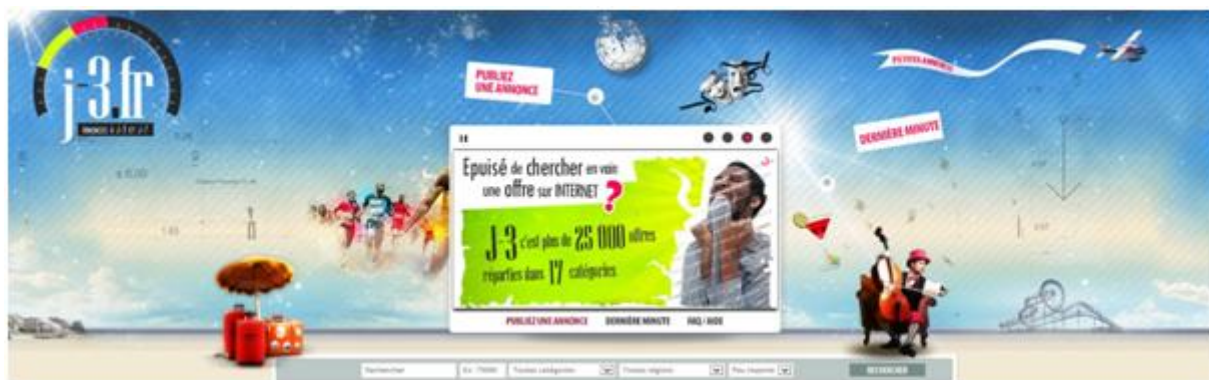 j-3.fr
PUBLIEZ
UNE ANNONCE
PETITES ANNONCES
DERNIÈRE MINUTE
Epuisé de chercher en vain
une offre sur INTERNET ?
J-3 c'est plus de 25 000 offres
réparties dans 17 catégories
PUBLIEZ UNE ANNONCE DERNIÈRE MINUTE FAQ / AIDE
Rechercher Ex : 75000 Toutes catégories Toutes régions RECHERCHER